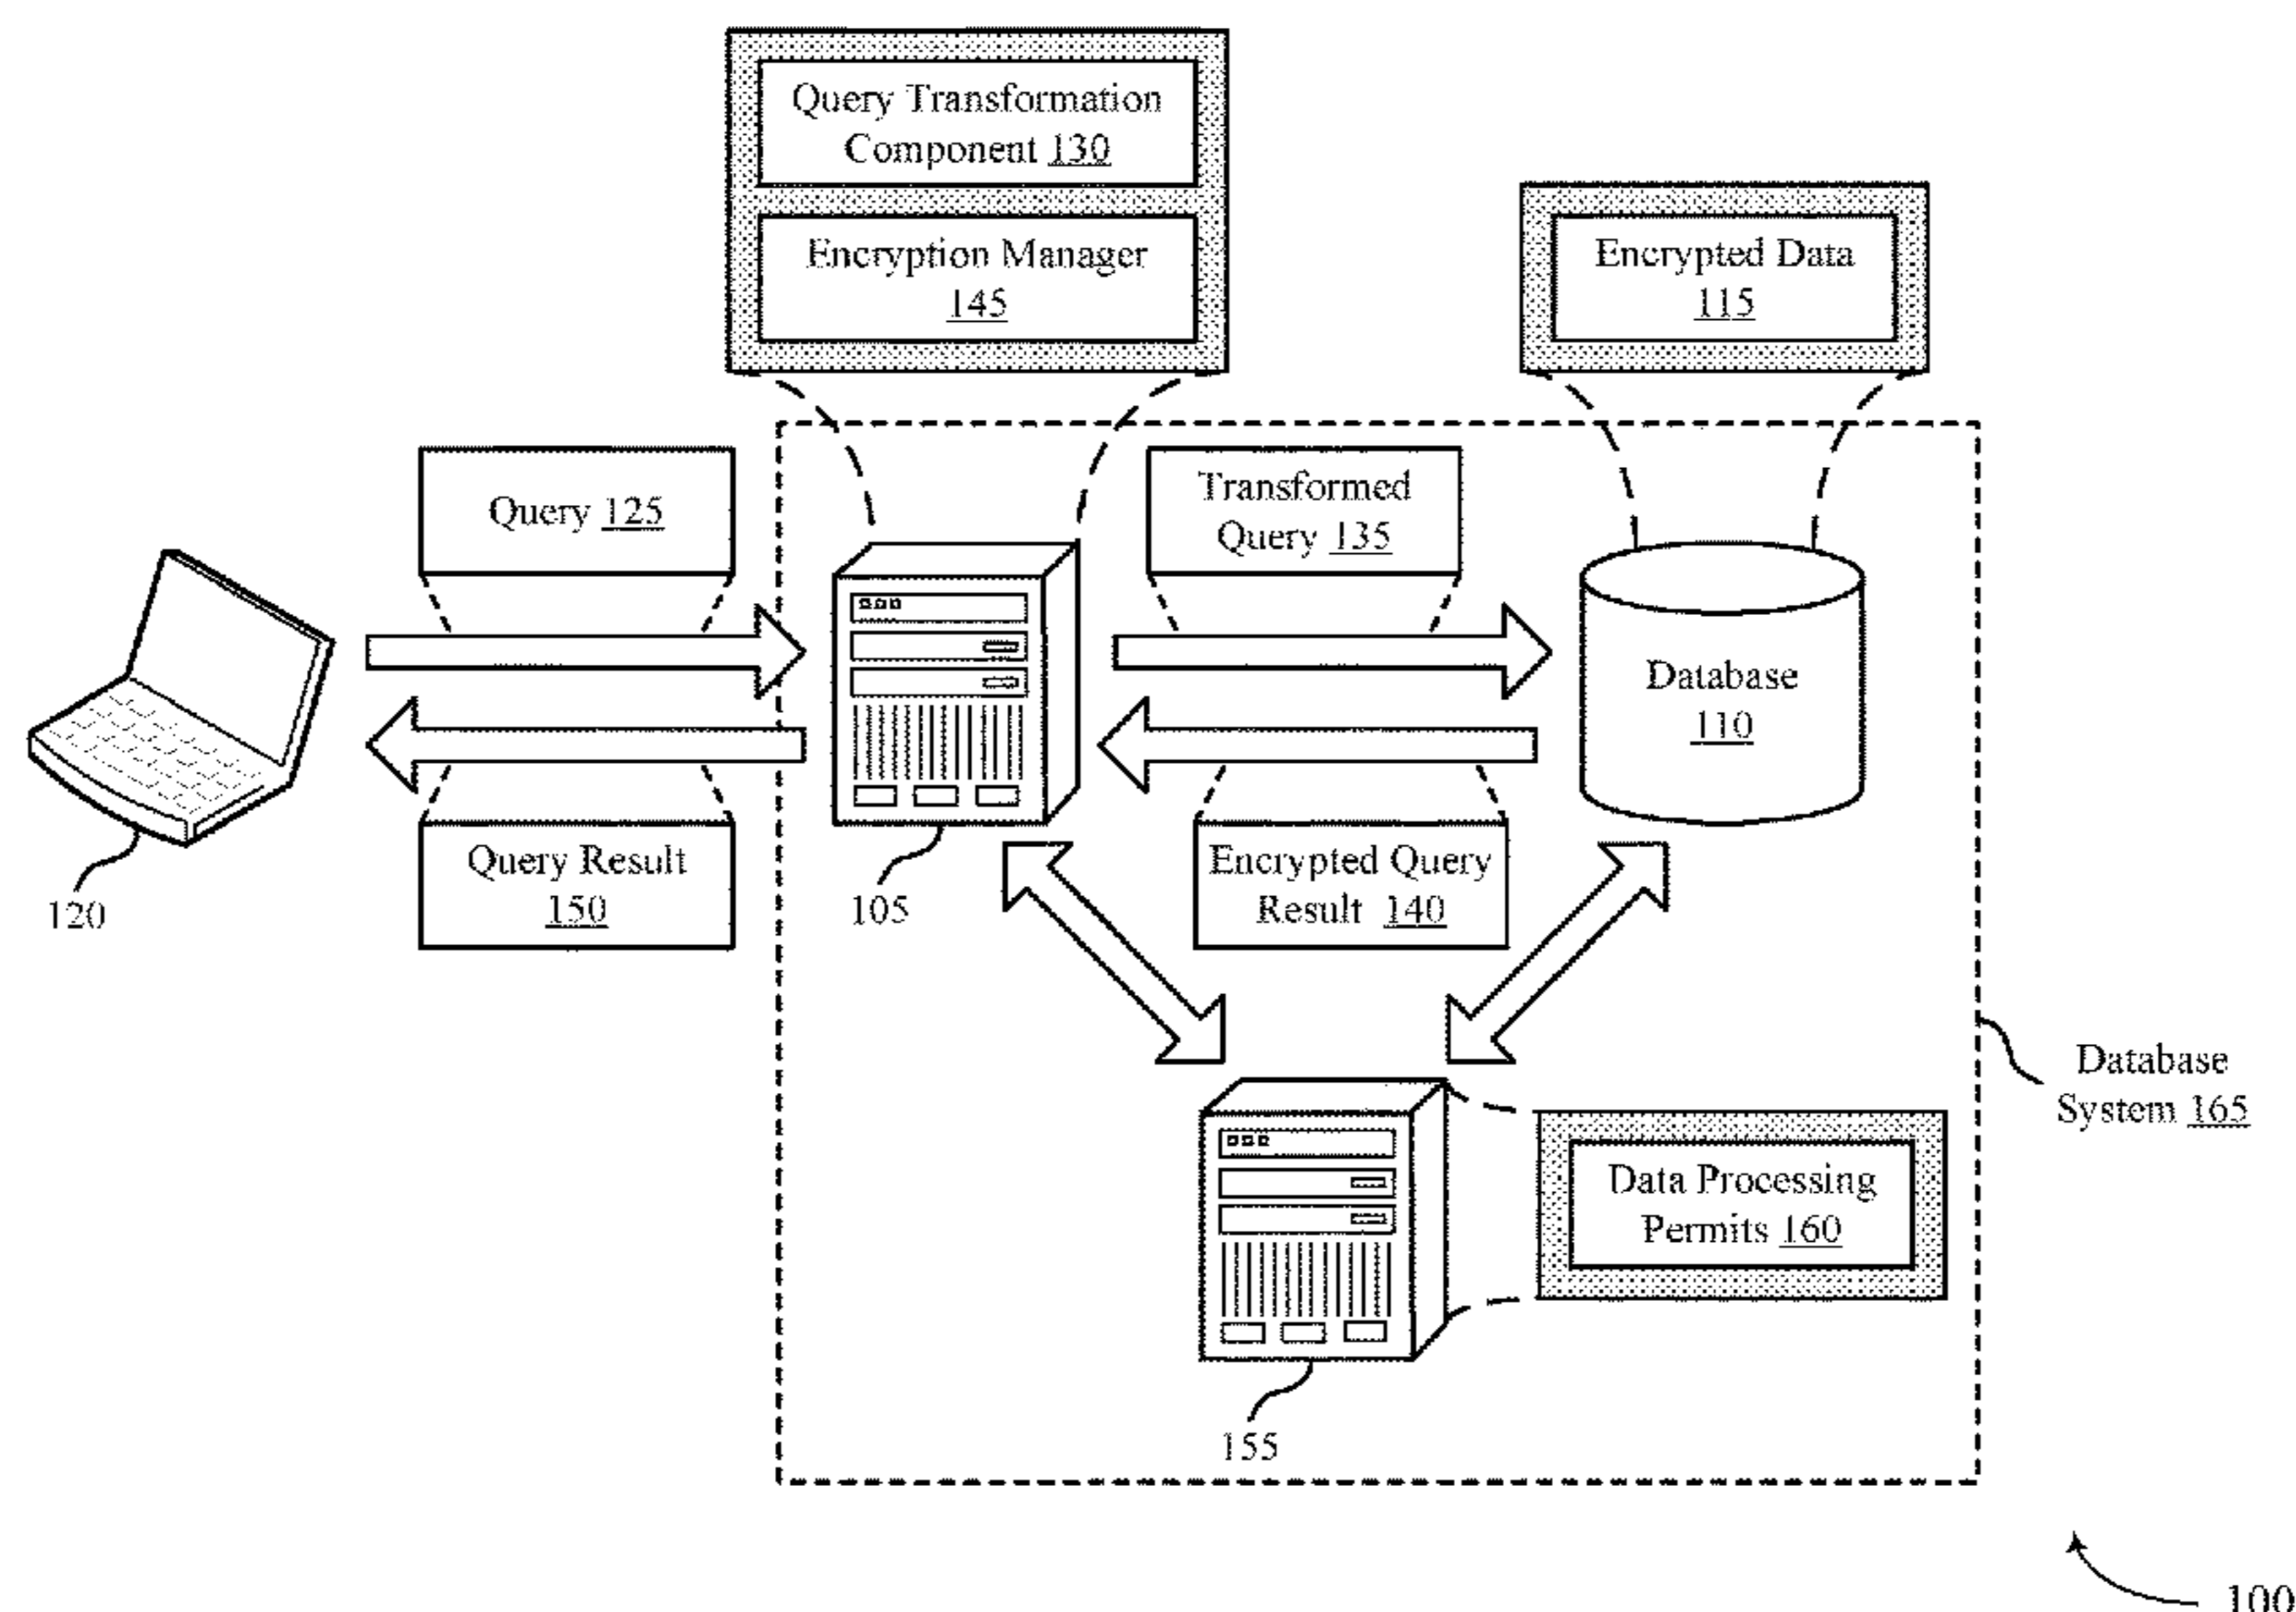 Query Transformation
Component 130
Encryption Manager
145
Encrypted Data
115
Query 125
Transformed
Query 135
Database
110
Query Result
150
Encrypted Query
Result 140
120
105
Database
System 165
Data Processing
Permits 160
155
100